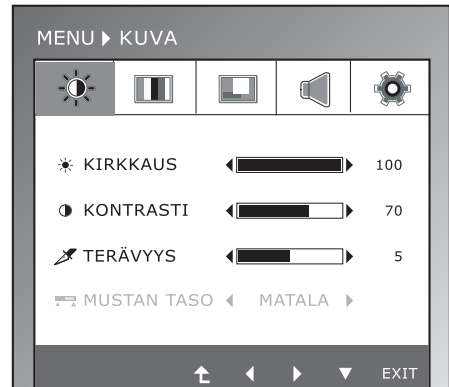 MENU KUVA
KIRKKAUS 100
KONTRASTI 70
TERÄVYYS 5
MUSTAN TASO MATALA
EXIT